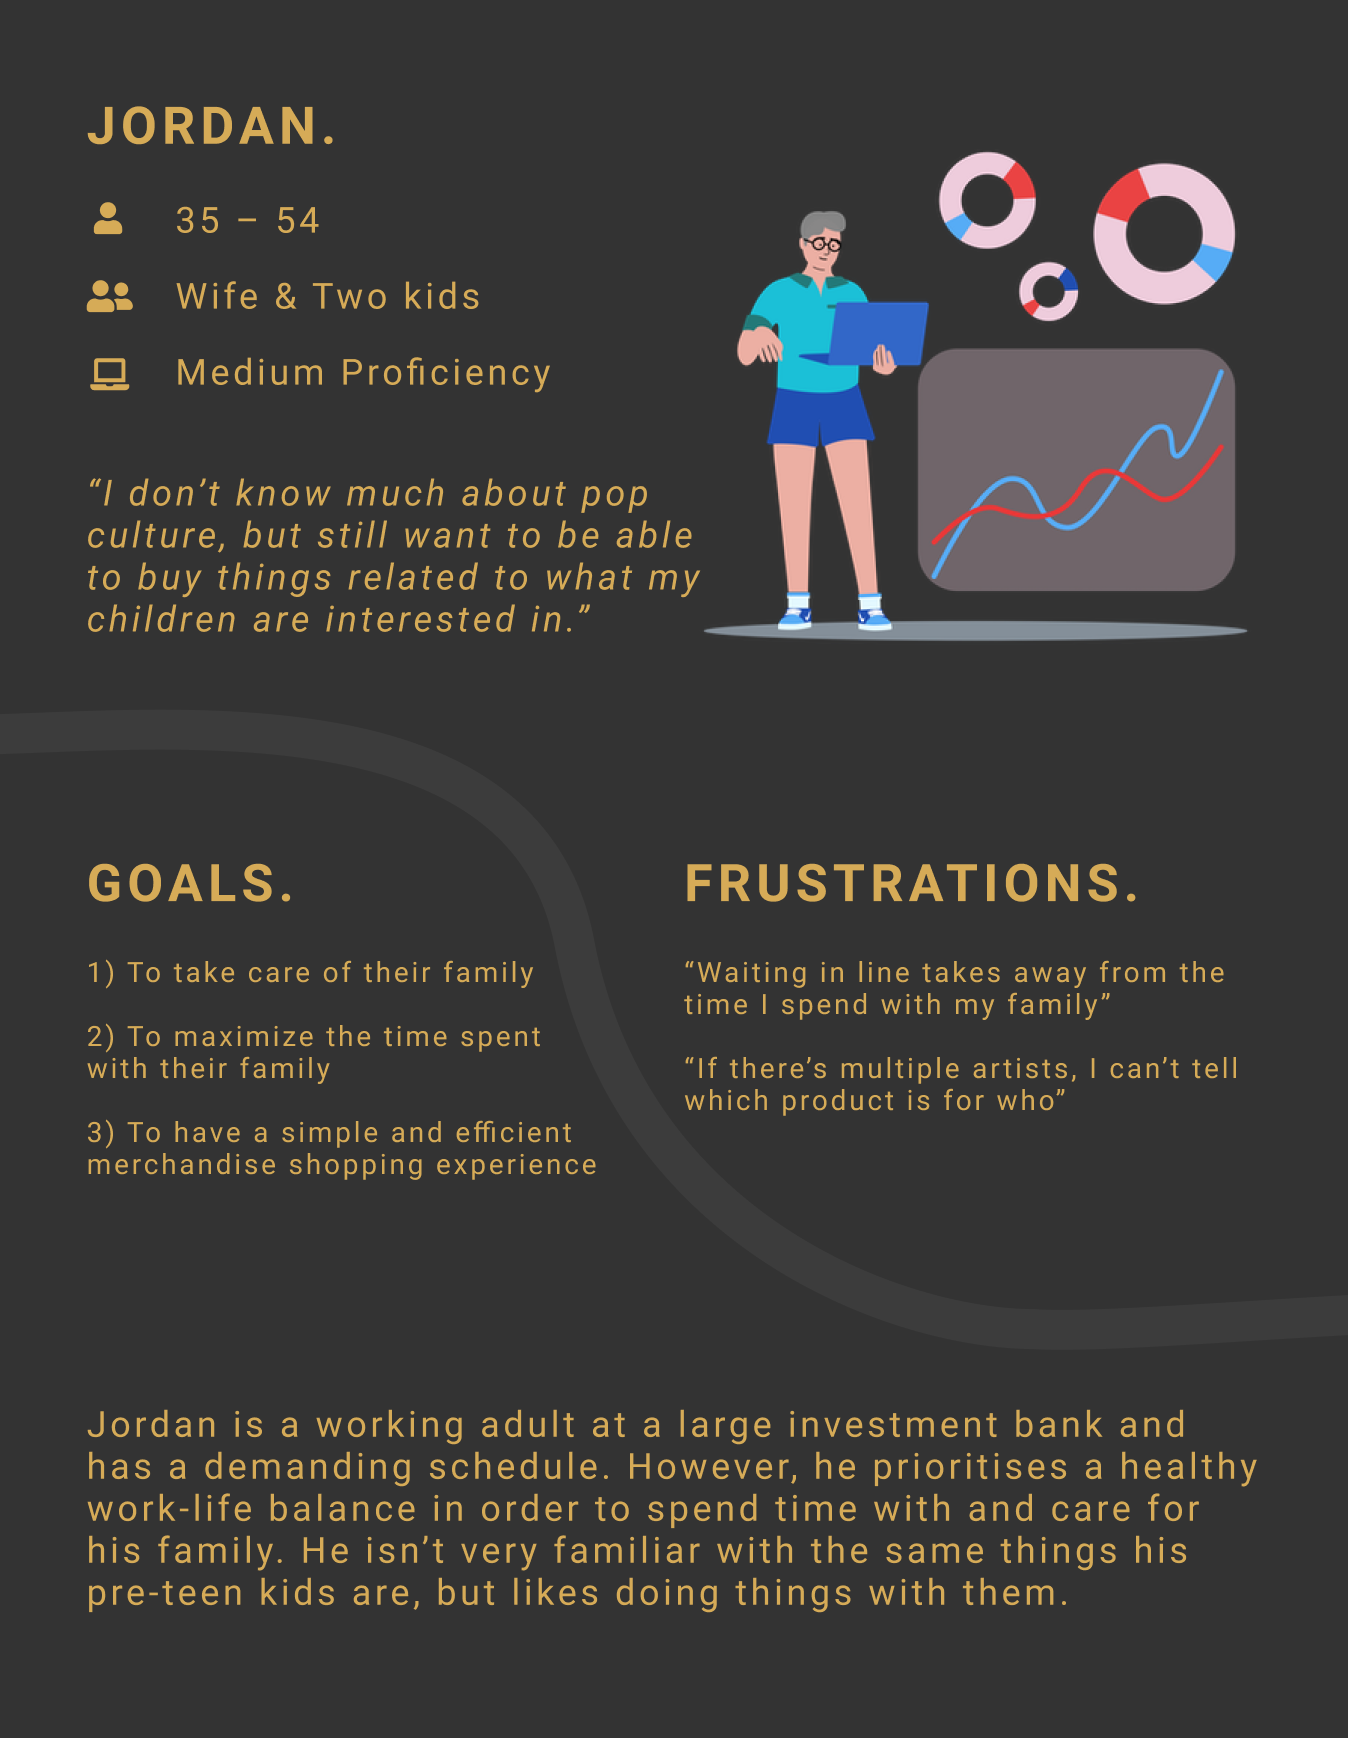 JORDAN.
35 – 54
Wife & Two kids
Medium Proficiency
“I don’t know much about pop
culture, but still want to be able
to buy things related to what my
children are interested in.”
GOALS.
1) To take care of their family
2) To maximize the time spent
with their family
3) To have a simple and efficient
merchandise shopping experience
FRUSTRATIONS.
“Waiting in line takes away from the
time I spend with my family”
“If there’s multiple artists, I can’t tell
which product is for who”
Jordan is a working adult at a large investment bank and
has a demanding schedule. However, he prioritises a healthy
work-life balance in order to spend time with and care for
his family. He isn’t very familiar with the same things his
pre-teen kids are, but likes doing things with them.